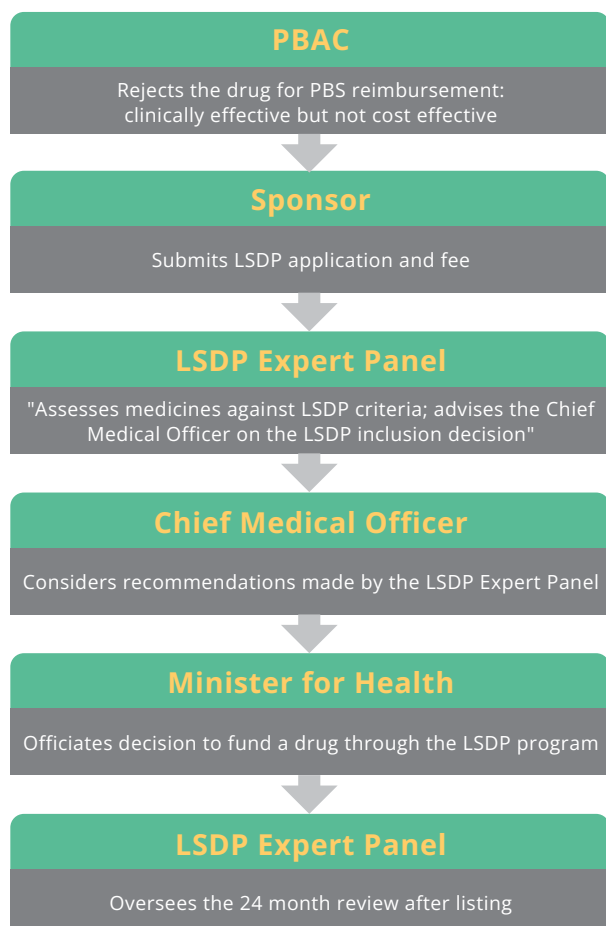 PBAC
Rejects the drug for PBS reimbursement:
clinically effective but not cost effective
Sponsor
Submits LSDP application and fee
LSDP Expert Panel
"Assesses medicines against LSDP criteria; advises the Chief
Medical Officer on the LSDP inclusion decision"
Chief Medical Officer
Considers recommendations made by the LSDP Expert Panel
Minister for Health
Officiates decision to fund a drug through the LSDP program
LSDP Expert Panel
Oversees the 24 month review after listing